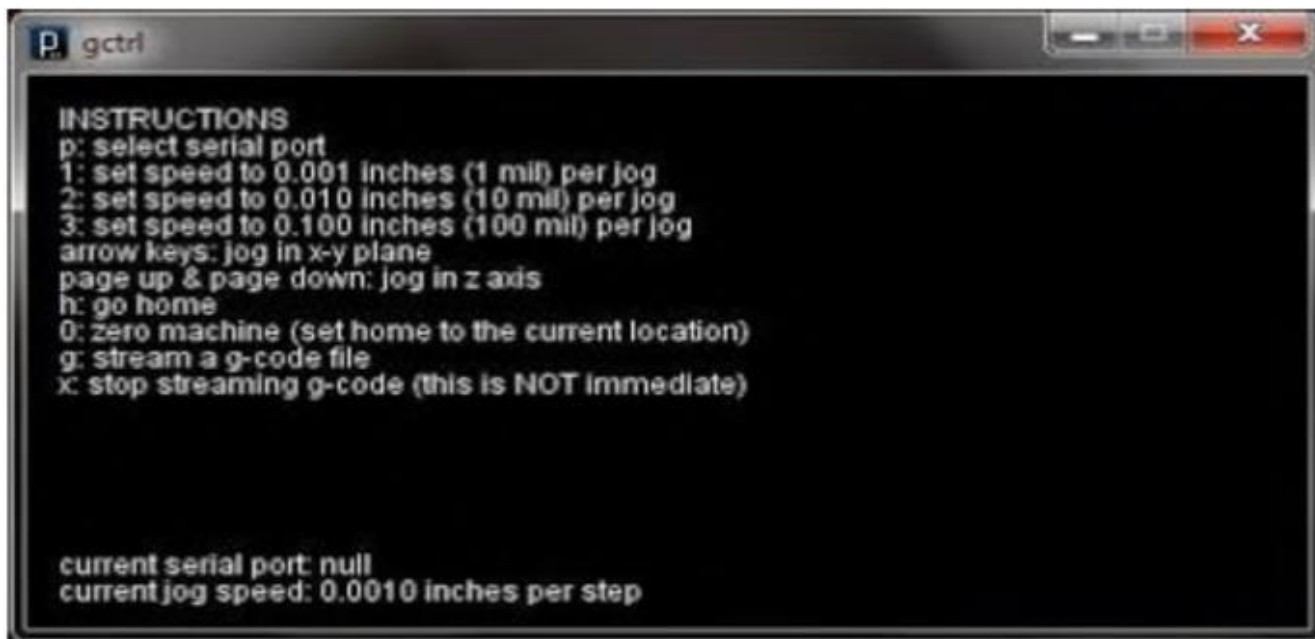 gctrl
INSTRUCTIONS
p: select serial port
1: set speed to 0.001 inches (1 mil) per jog
2: set speed to 0.010 inches (10 mil) per jog
3: set speed to 0.100 inches (100 mil) per jog
arrow keys: jog in x-y plane
page up & page down: jog in z axis
h: go home
0: zero machine (set home to the current location)
g: stream a g-code file
x: stop streaming g-code (this is NOT immediate)
current serial port: null
current jog speed: 0.0010 inches per step